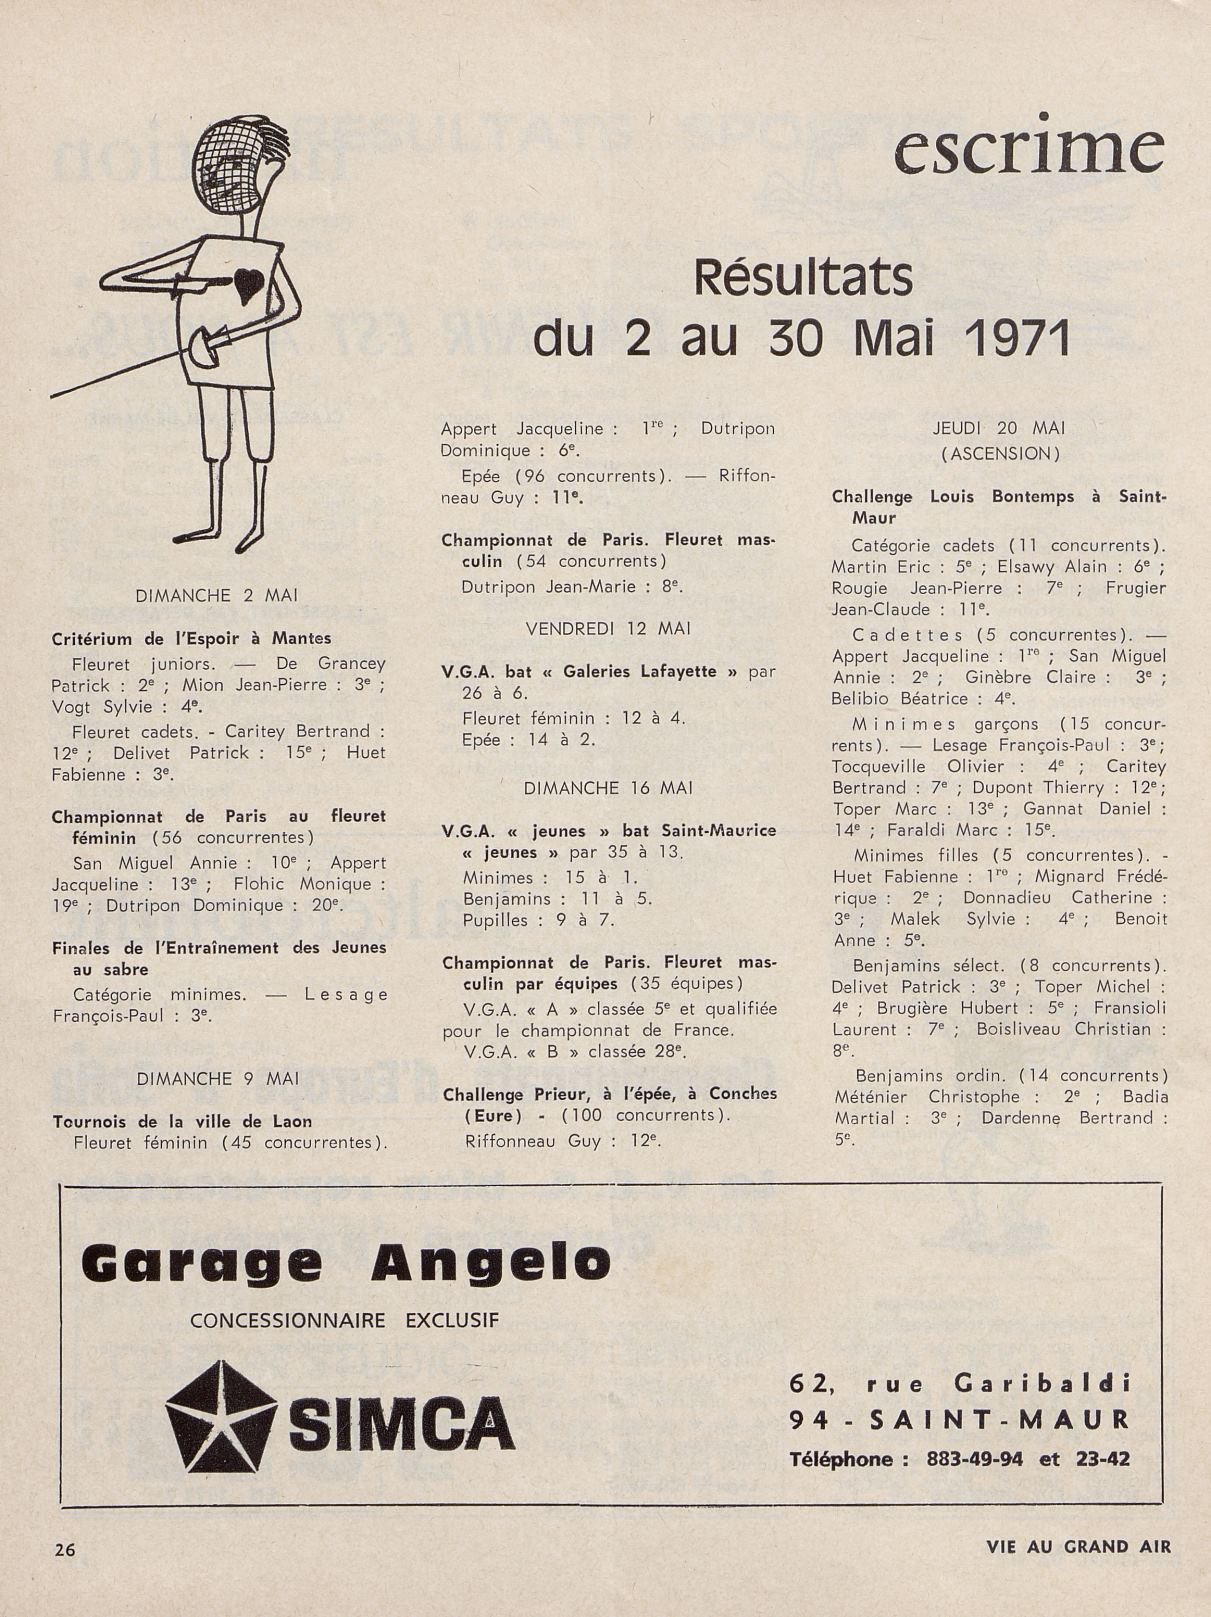 escrime
Résultats
du 2 au 30 Mai 1971
DIMANCHE 2 MAI
Critérium de l'Espoir à Mantes
Fleuret juniors. — De Grancey
Patrick : 2e ; Mion Jean-Pierre : 3e ;
Vogt Sylvie : 4e.
Fleuret cadets. - Caritey Bertrand :
12e ; Delivet Patrick : 15e ; Huet
Fabienne : 3e.
Championnat de Paris au fleuret
féminin (56 concurrentes)
San Miguel Annie : 10e ; Appert
Jacqueline : 13e ; Flohic Monique :
19e ; Dutripon Dominique : 20e.
Finales de l'Entraînement des Jeunes
au sabre
Catégorie minimes. — Lesage
François-Paul : 3e.
DIMANCHE 9 MAI
Tournois de la ville de Laon
Fleuret féminin (45 concurrentes).
Appert Jacqueline : 1re ; Dutripon
Dominique : 6e.
Epée (96 concurrents). — Riffon-
neau Guy : 11e.
Championnat de Paris. Fleuret mas-
culin (54 concurrents)
Dutripon Jean-Marie : 8e.
VENDREDI 12 MAI
V.G.A. bat « Galeries Lafayette » par
26 à 6.
Fleuret féminin : 12 à 4.
Epée : 14 à 2.
DIMANCHE 16 MAI
V.G.A. « jeunes » bat Saint-Maurice
« jeunes » par 35 à 13.
Minimes : 15 à 1.
Benjamins : 11 à 5.
Pupilles : 9 à 7.
Championnat de Paris. Fleuret mas-
culin par équipes (35 équipes)
V.G.A. « A » classée 5e et qualifiée
pour le championnat de France.
V.G.A. « B » classée 28e.
Challenge Prieur, à l'épée, à Conches
(Eure) - (100 concurrents).
Riffonneau Guy : 12e.
JEUDI 20 MAI
(ASCENSION)
Challenge Louis Bontemps à Saint-
Maur
Catégorie cadets (11 concurrents).
Martin Eric : 5e ; Elsawy Alain : 6e ;
Rougie Jean-Pierre : 7e ; Frugier
Jean-Claude : 11e.
Cadettes (5 concurrentes). —
Appert Jacqueline : 1re ; San Miguel
Annie : 2e ; Ginèbre Claire : 3e ;
Belibio Béatrice : 4e.
Minimes garçons (15 concur-
rents). — Lesage François-Paul : 3e;
Tocqueville Olivier : 4e ; Caritey
Bertrand : 7e ; Dupont Thierry : 12e;
Toper Marc : 13e ; Gannat Daniel :
14e ; Faraldi Marc : 15e.
Minimes filles (5 concurrentes). -
Huet Fabienne : 1re ; Mignard Frédé-
rique : 2e ; Donnadieu Catherine :
3e ; Malek Sylvie : 4e ; Benoit
Anne : 5e.
Benjamins sélect. (8 concurrents).
Delivet Patrick : 3e ; Toper Michel :
4e ; Brugière Hubert : 5e ; Fransioli
Laurent : 7e ; Boisliveau Christian :
8e.
Benjamins ordin. (14 concurrents)
Météniér Christophe : 2e ; Badia
Martial : 3e ; Dardenne Bertrand :
5e.
Garage Angelo
CONCESSIONNAIRE EXCLUSIF
SIMCA
62, rue Garibaldi
94 - SAINT-MAUR
Téléphone : 883-49-94 et 23-42
26
VIE AU GRAND AIR